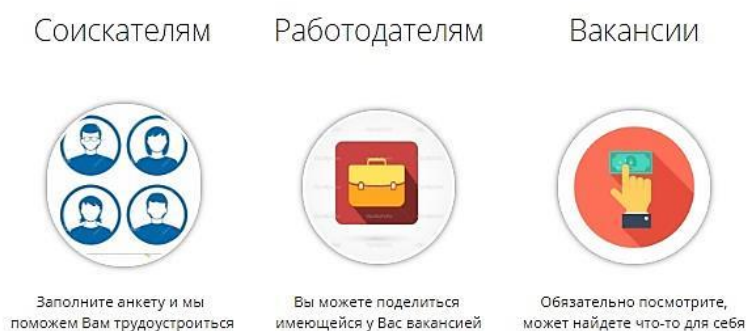 Соискателям
Работодателям
Вакансии
Заполните анкету и мы
поможем Вам трудоустроиться
Вы можете поделиться
имеющейся у Вас вакансией
Обязательно посмотрите,
может найдете что-то для себя